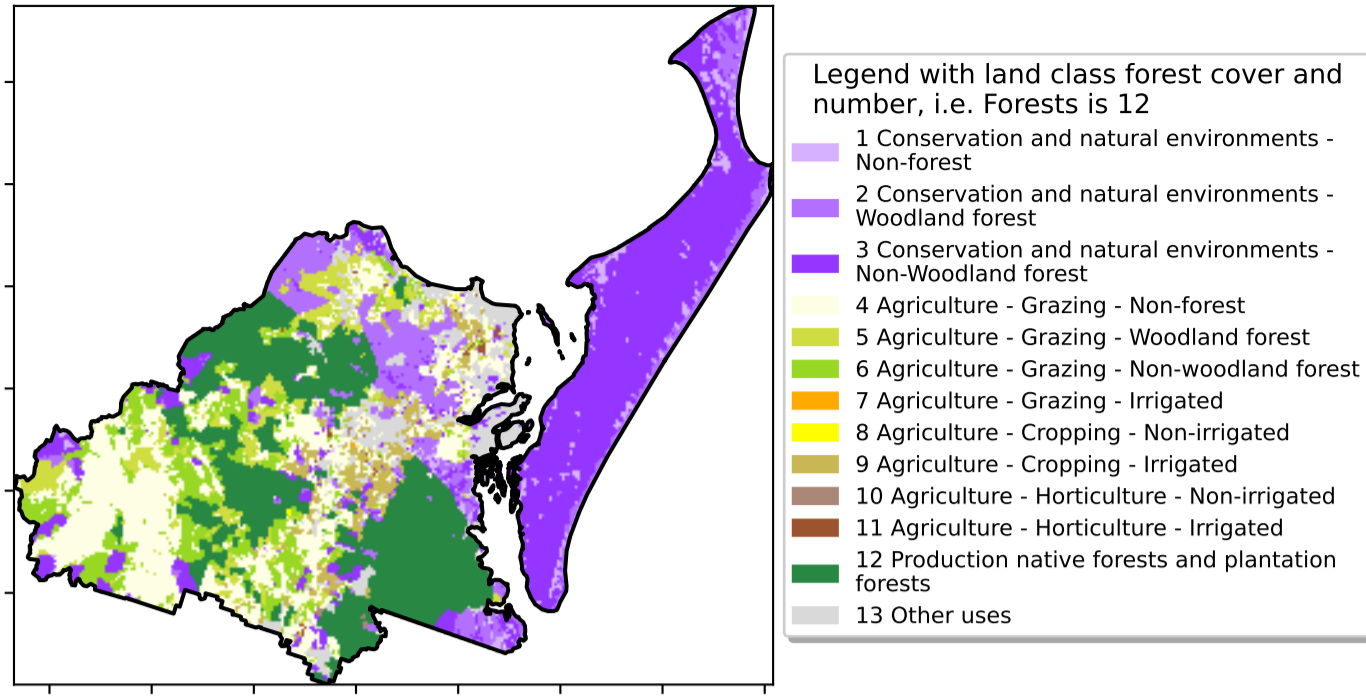 Legend with land class forest cover and
number, i.e. Forests is 12
1 Conservation and natural environments -
Non-forest
2 Conservation and natural environments -
Woodland forest
3 Conservation and natural environments -
Non-Woodland forest
4 Agriculture - Grazing - Non-forest
5 Agriculture - Grazing - Woodland forest
6 Agriculture - Grazing - Non-woodland forest
7 Agriculture - Grazing - Irrigated
8 Agriculture - Cropping - Non-irrigated
9 Agriculture - Cropping - Irrigated
10 Agriculture - Horticulture - Non-irrigated
11 Agriculture - Horticulture - Irrigated
12 Production native forests and plantation
forests
13 Other uses